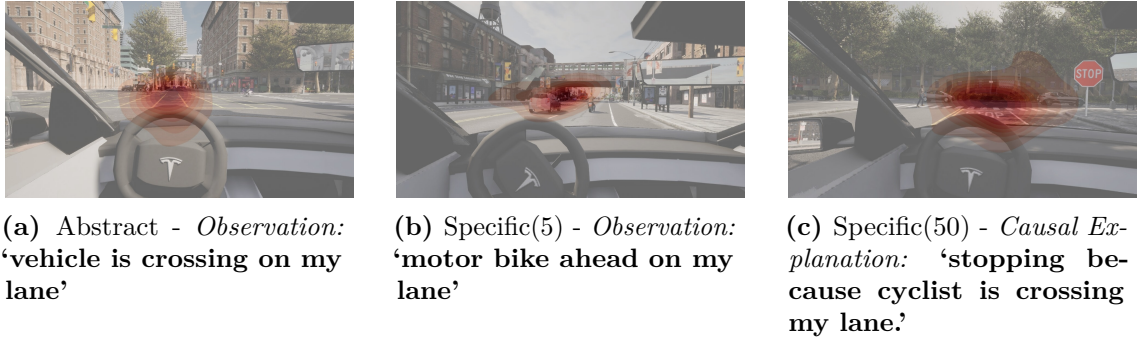 STOP
(a) Abstract - Observation:
‘vehicle is crossing on my
lane’
(b) Specific(5) - Observation:
‘motor bike ahead on my
lane’
(c) Specific(50) - Causal Ex-
planation: ‘stopping be-
cause cyclist is crossing
my lane.’